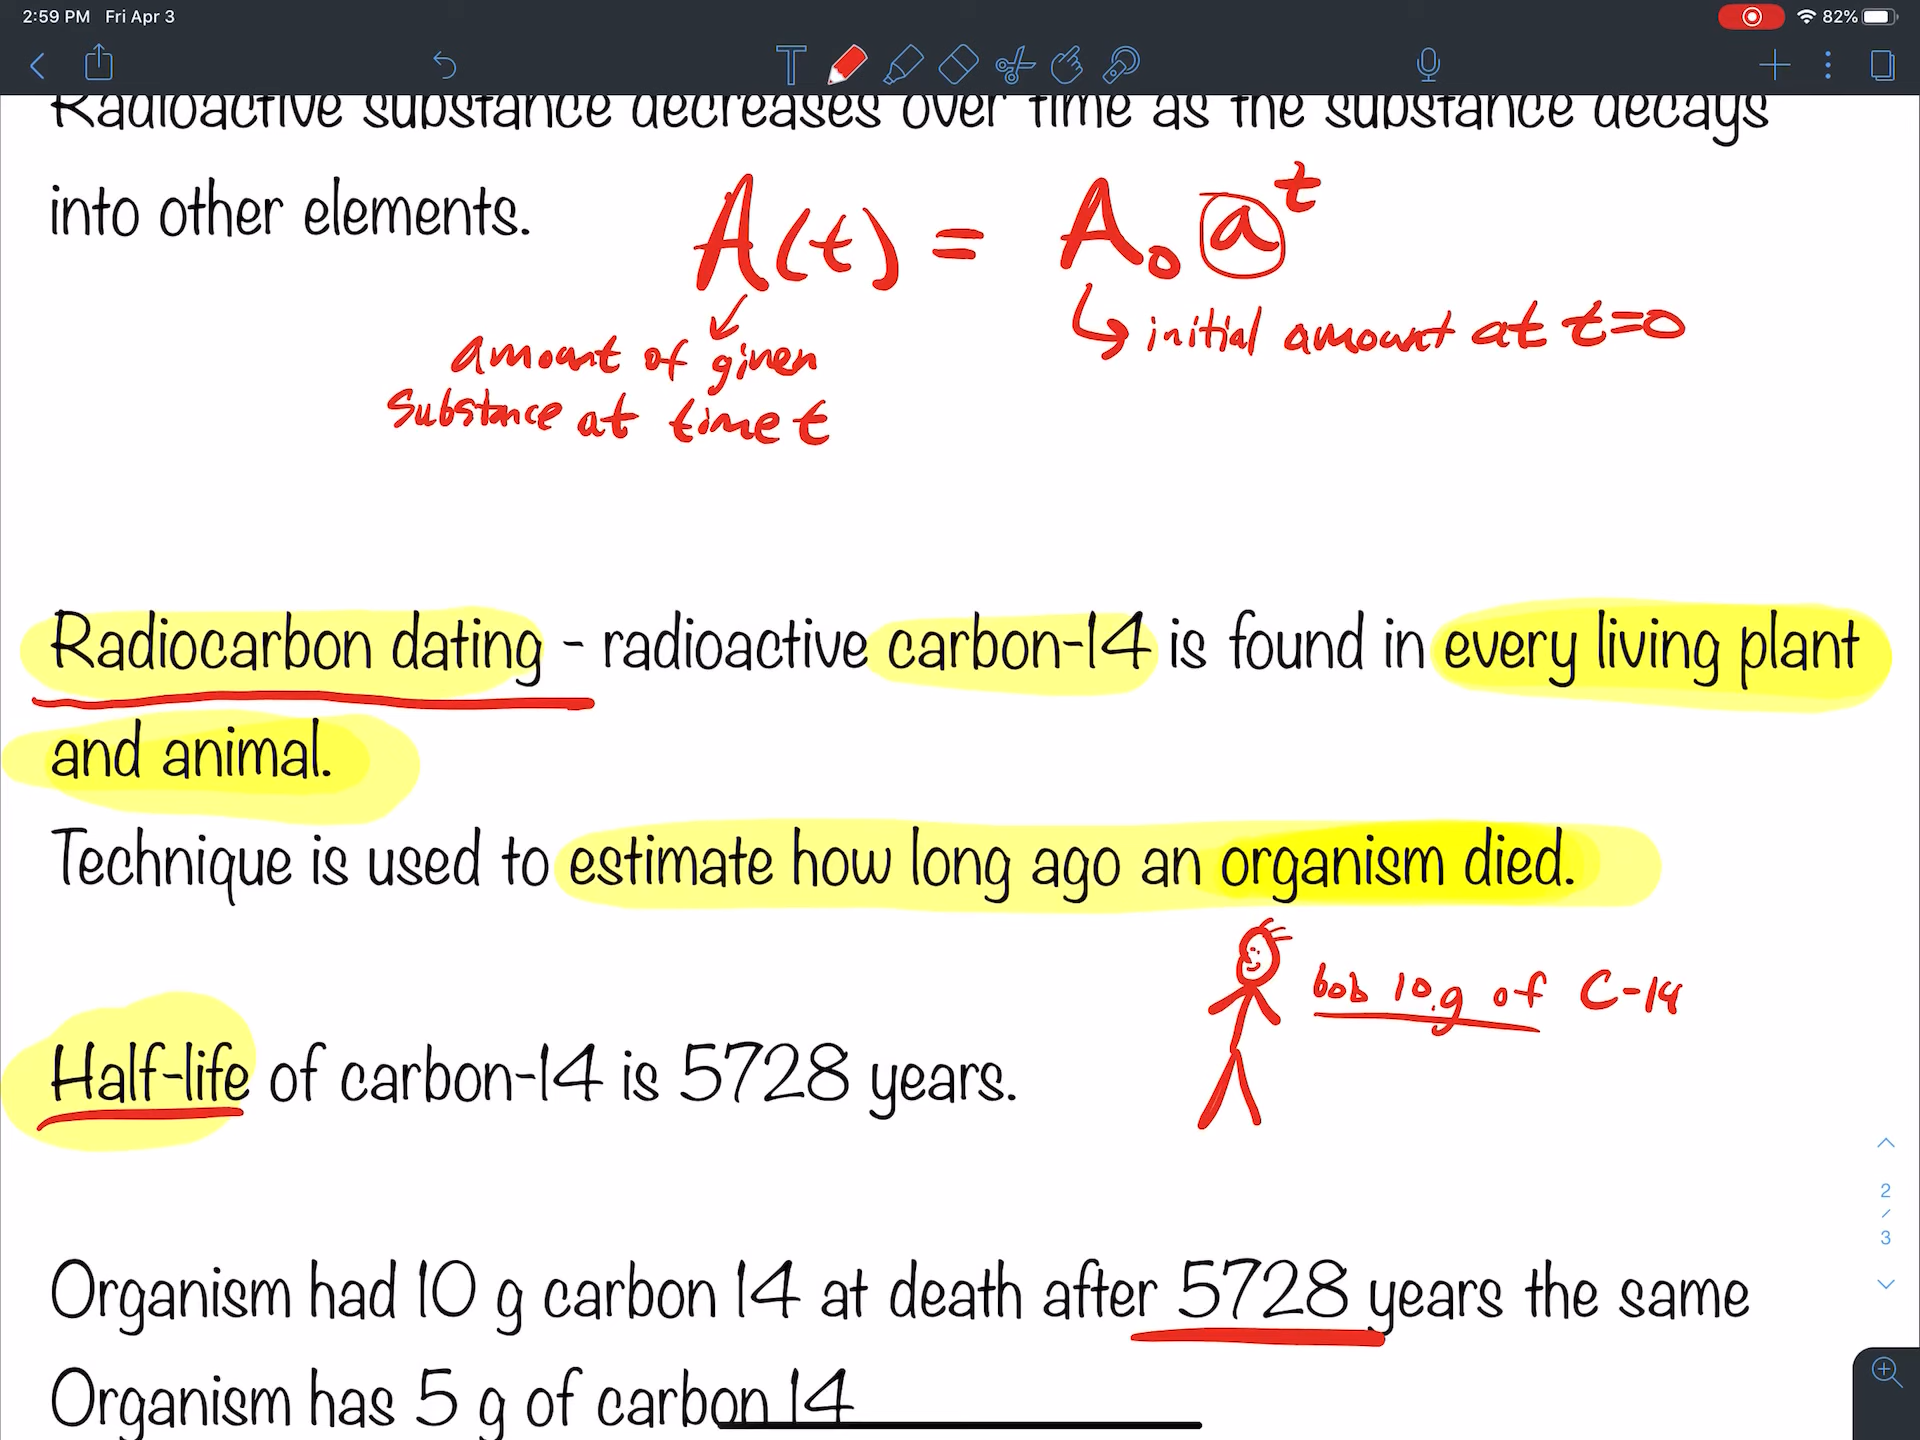 2:59 PM Fri Apr 3
82%
Radioactive substance decreases over time as the substance decays
into other elements.
A(t) = A₀ aᵗ
initial amount at t=0
amount of given
substance at time t
Radiocarbon dating - radioactive carbon-14 is found in every living plant
and animal.
Technique is used to estimate how long ago an organism died.
bob 10.g of C-14
Half-life of carbon-14 is 5728 years.
2
/
3
Organism had 10 g carbon 14 at death after 5728 years the same
Organism has 5 g of carbon 14